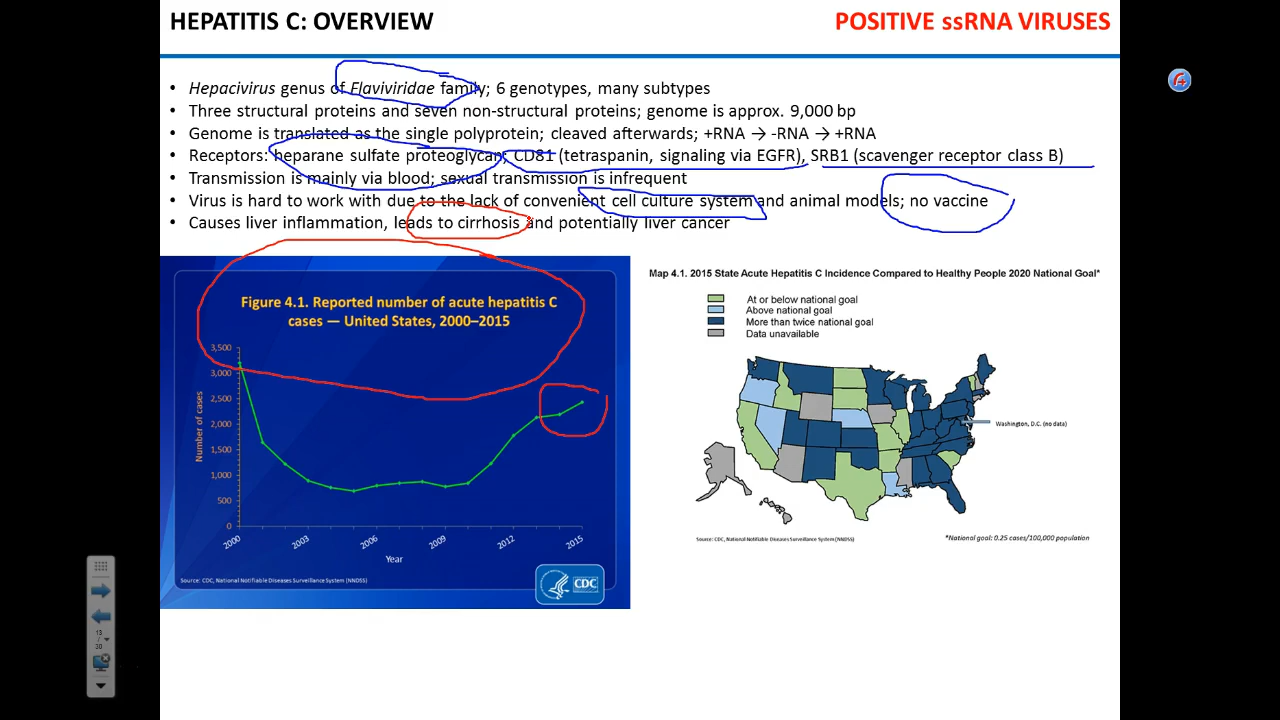 HEPATITIS C: OVERVIEW
POSITIVE ssRNA VIRUSES
• Hepacivirus genus of Flaviviridae family; 6 genotypes, many subtypes
• Three structural proteins and seven non-structural proteins; genome is approx. 9,000 bp
• Genome is translated as the single polyprotein; cleaved afterwards; +RNA → -RNA → +RNA
• Receptors: heparane sulfate proteoglycan; CD81 (tetraspanin, signaling via EGFR), SRB1 (scavenger receptor class B)
• Transmission is mainly via blood; sexual transmission is infrequent
• Virus is hard to work with due to the lack of convenient cell culture system and animal models; no vaccine
• Causes liver inflammation, leads to cirrhosis and potentially liver cancer
Figure 4.1. Reported number of acute hepatitis C
cases — United States, 2000–2015
3,500
3,000
2,500
2,000
1,500
1,000
500
0
Number of cases
2000
2003
2006
2009
2012
2015
Year
Source: CDC, National Notifiable Diseases Surveillance System (NNDSS)
CDC
Map 4.1. 2015 State Acute Hepatitis C Incidence Compared to Healthy People 2020 National Goal*
At or below national goal
Above national goal
More than twice national goal
Data unavailable
Washington, D.C. (no data)
Source: CDC, National Notifiable Diseases Surveillance System (NNDSS)
*National goal: 0.25 cases/100,000 population
13
/
30